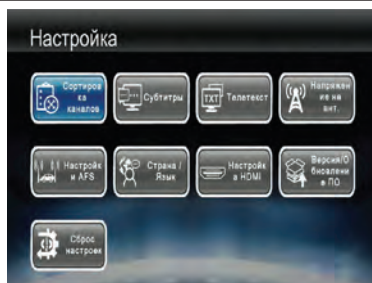 Настройка
Сортиров
ка
каналов
Субтитры
TXT
Телетекст
Напряжен
ие на
ант.
Настройк
и AFS
Страна /
Язык
Настройк
а HDMI
Версия/О
бновлени
е ПО
Сброс
настроек